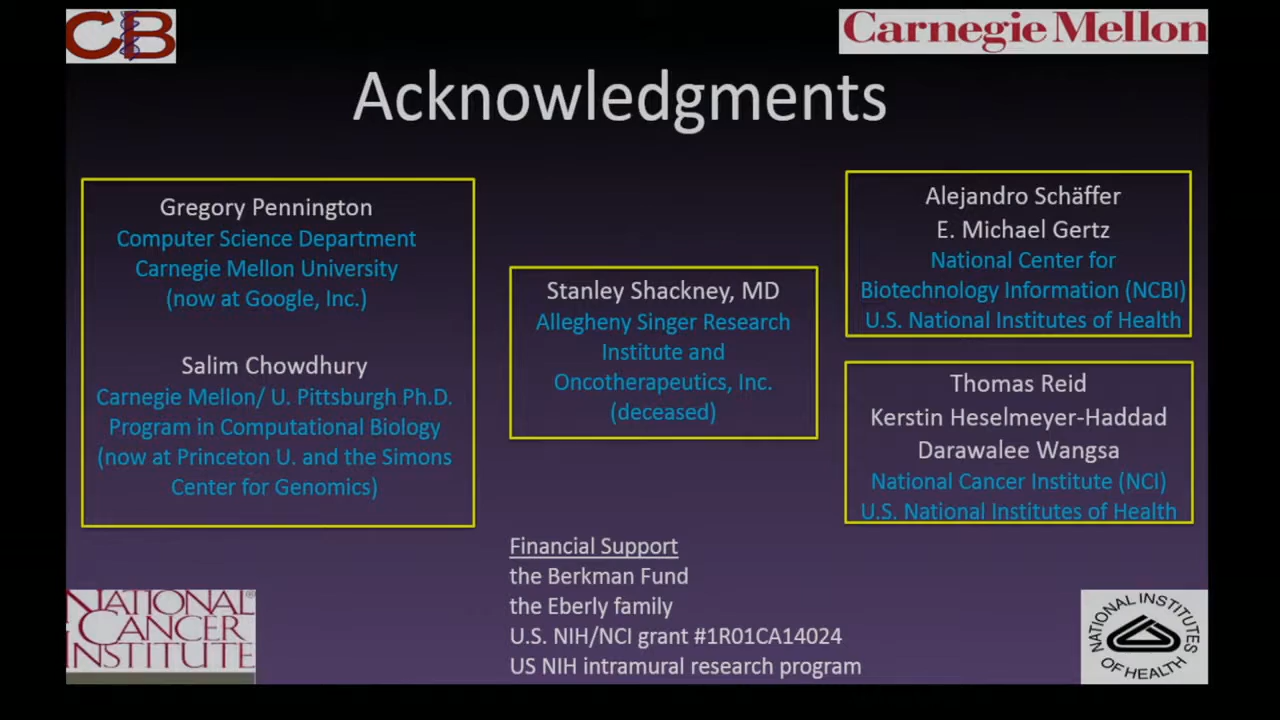 CB
Carnegie Mellon
Acknowledgments
Gregory Pennington
Computer Science Department
Carnegie Mellon University
(now at Google, Inc.)
Salim Chowdhury
Carnegie Mellon/ U. Pittsburgh Ph.D.
Program in Computational Biology
(now at Princeton U. and the Simons
Center for Genomics)
Stanley Shackney, MD
Allegheny Singer Research
Institute and
Oncotherapeutics, Inc.
(deceased)
Alejandro Schäffer
E. Michael Gertz
National Center for
Biotechnology Information (NCBI)
U.S. National Institutes of Health
Thomas Reid
Kerstin Heselmeyer-Haddad
Darawalee Wangsa
National Cancer Institute (NCI)
U.S. National Institutes of Health
Financial Support
the Berkman Fund
the Eberly family
U.S. NIH/NCI grant #1R01CA14024
US NIH intramural research program
NATIONAL
CANCER
INSTITUTE
NATIONAL INSTITUTES
OF HEALTH